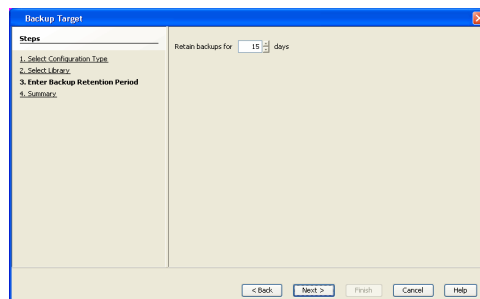 Backup Target
Steps
1. Select Configuration Type
2. Select Library
3. Enter Backup Retention Period
4. Summary
Retain backups for 15 days
< Back Next > Finish Cancel Help